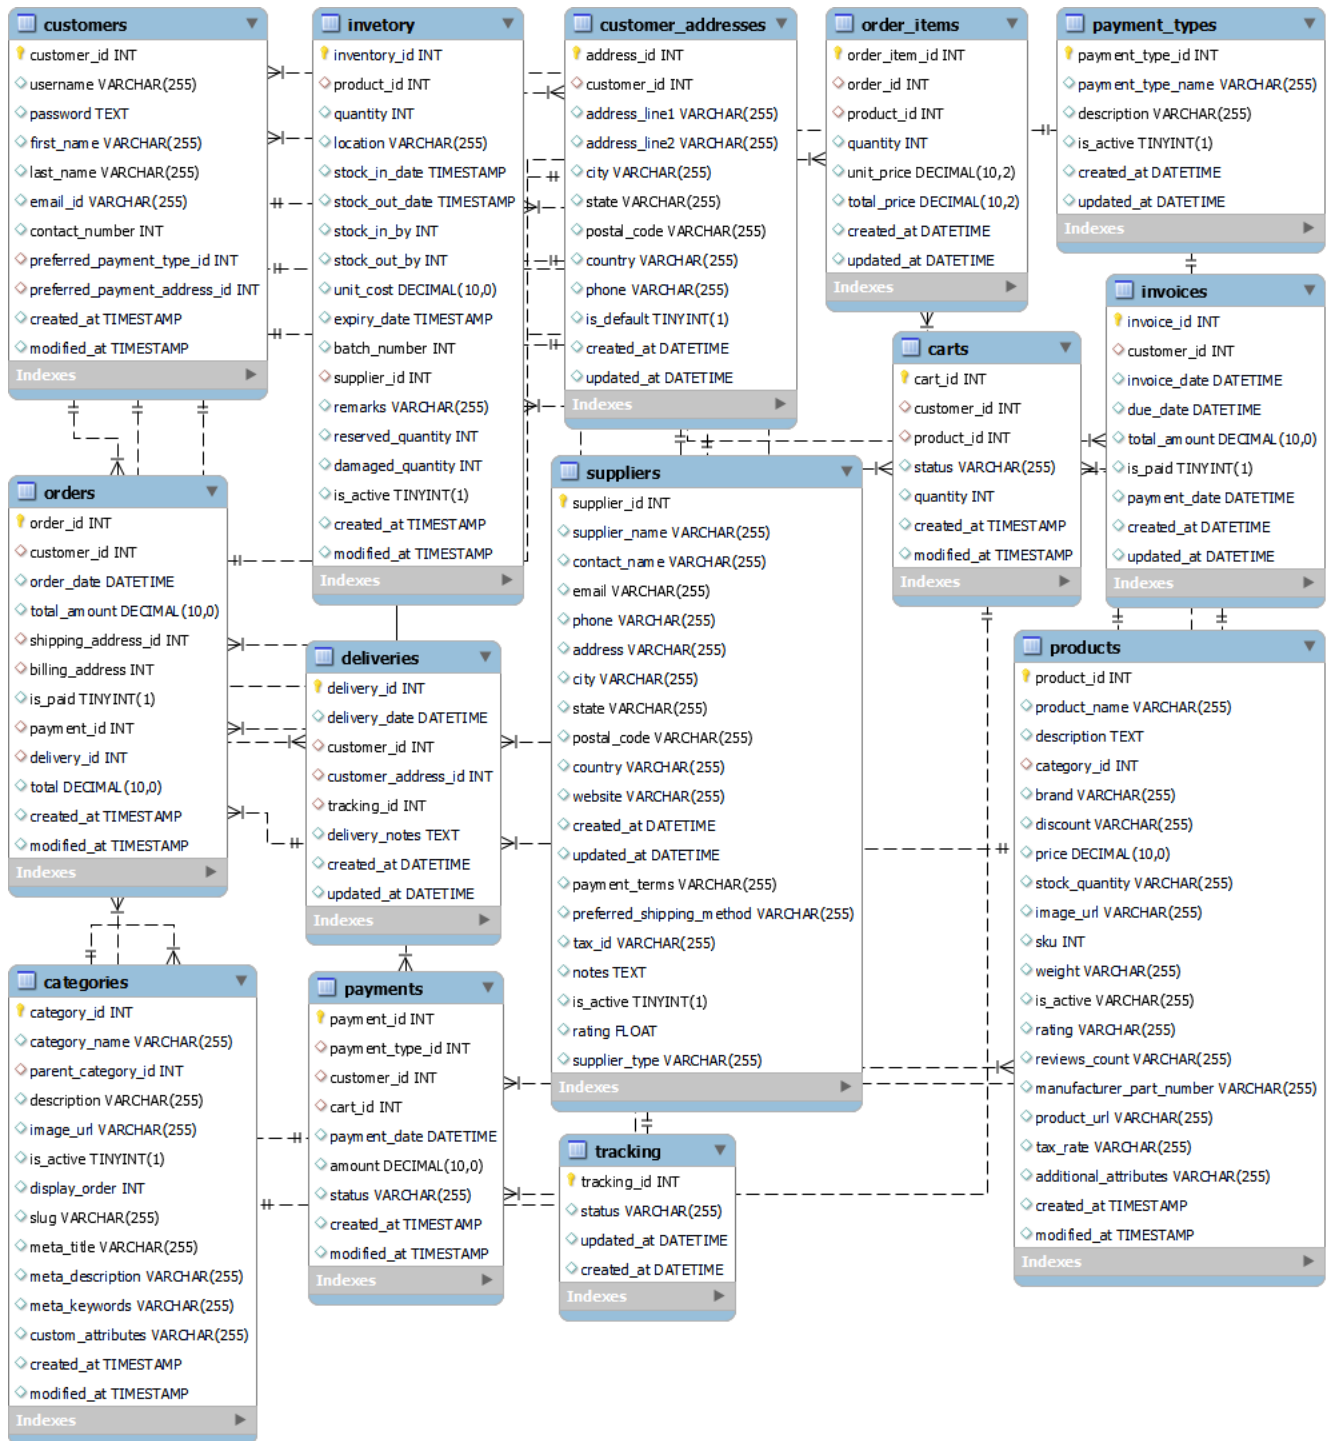 customers
customer_id INT
username VARCHAR(255)
password TEXT
first_name VARCHAR(255)
last_name VARCHAR(255)
email_id VARCHAR(255)
contact_number INT
preferred_payment_type_id INT
preferred_payment_address_id INT
created_at TIMESTAMP
modified_at TIMESTAMP
Indexes
invetory
inventory_id INT
product_id INT
quantity INT
location VARCHAR(255)
stock_in_date TIMESTAMP
stock_out_date TIMESTAMP
stock_in_by INT
stock_out_by INT
unit_cost DECIMAL(10,0)
expiry_date TIMESTAMP
batch_number INT
supplier_id INT
remarks VARCHAR(255)
reserved_quantity INT
damaged_quantity INT
is_active TINYINT(1)
created_at TIMESTAMP
modified_at TIMESTAMP
Indexes
customer_addresses
address_id INT
customer_id INT
address_line1 VARCHAR(255)
address_line2 VARCHAR(255)
city VARCHAR(255)
state VARCHAR(255)
postal_code VARCHAR(255)
country VARCHAR(255)
phone VARCHAR(255)
is_default TINYINT(1)
created_at DATETIME
updated_at DATETIME
Indexes
order_items
order_item_id INT
order_id INT
product_id INT
quantity INT
unit_price DECIMAL(10,2)
total_price DECIMAL(10,2)
created_at DATETIME
updated_at DATETIME
Indexes
payment_types
payment_type_id INT
payment_type_name VARCHAR(255)
description VARCHAR(255)
is_active TINYINT(1)
created_at DATETIME
updated_at DATETIME
Indexes
invoices
invoice_id INT
customer_id INT
invoice_date DATETIME
due_date DATETIME
total_amount DECIMAL(10,0)
is_paid TINYINT(1)
payment_date DATETIME
created_at DATETIME
updated_at DATETIME
Indexes
carts
cart_id INT
customer_id INT
product_id INT
status VARCHAR(255)
quantity INT
created_at TIMESTAMP
modified_at TIMESTAMP
Indexes
orders
order_id INT
customer_id INT
order_date DATETIME
total_amount DECIMAL(10,0)
shipping_address_id INT
billing_address INT
is_paid TINYINT(1)
payment_id INT
delivery_id INT
total DECIMAL(10,0)
created_at TIMESTAMP
modified_at TIMESTAMP
Indexes
suppliers
supplier_id INT
supplier_name VARCHAR(255)
contact_name VARCHAR(255)
email VARCHAR(255)
phone VARCHAR(255)
address VARCHAR(255)
city VARCHAR(255)
state VARCHAR(255)
postal_code VARCHAR(255)
country VARCHAR(255)
website VARCHAR(255)
created_at DATETIME
updated_at DATETIME
payment_terms VARCHAR(255)
preferred_shipping_method VARCHAR(255)
tax_id VARCHAR(255)
notes TEXT
is_active TINYINT(1)
rating FLOAT
supplier_type VARCHAR(255)
Indexes
deliveries
delivery_id INT
delivery_date DATETIME
customer_id INT
customer_address_id INT
tracking_id INT
delivery_notes TEXT
created_at DATETIME
updated_at DATETIME
Indexes
products
product_id INT
product_name VARCHAR(255)
description TEXT
category_id INT
brand VARCHAR(255)
discount VARCHAR(255)
price DECIMAL(10,0)
stock_quantity VARCHAR(255)
image_url VARCHAR(255)
sku INT
weight VARCHAR(255)
is_active VARCHAR(255)
rating VARCHAR(255)
reviews_count VARCHAR(255)
manufacturer_part_number VARCHAR(255)
product_url VARCHAR(255)
tax_rate VARCHAR(255)
additional_attributes VARCHAR(255)
created_at TIMESTAMP
modified_at TIMESTAMP
Indexes
categories
category_id INT
category_name VARCHAR(255)
parent_category_id INT
description VARCHAR(255)
image_url VARCHAR(255)
is_active TINYINT(1)
display_order INT
slug VARCHAR(255)
meta_title VARCHAR(255)
meta_description VARCHAR(255)
meta_keywords VARCHAR(255)
custom_attributes VARCHAR(255)
created_at TIMESTAMP
modified_at TIMESTAMP
Indexes
payments
payment_id INT
payment_type_id INT
customer_id INT
cart_id INT
payment_date DATETIME
amount DECIMAL(10,0)
status VARCHAR(255)
created_at TIMESTAMP
modified_at TIMESTAMP
Indexes
tracking
tracking_id INT
status VARCHAR(255)
updated_at DATETIME
created_at DATETIME
Indexes